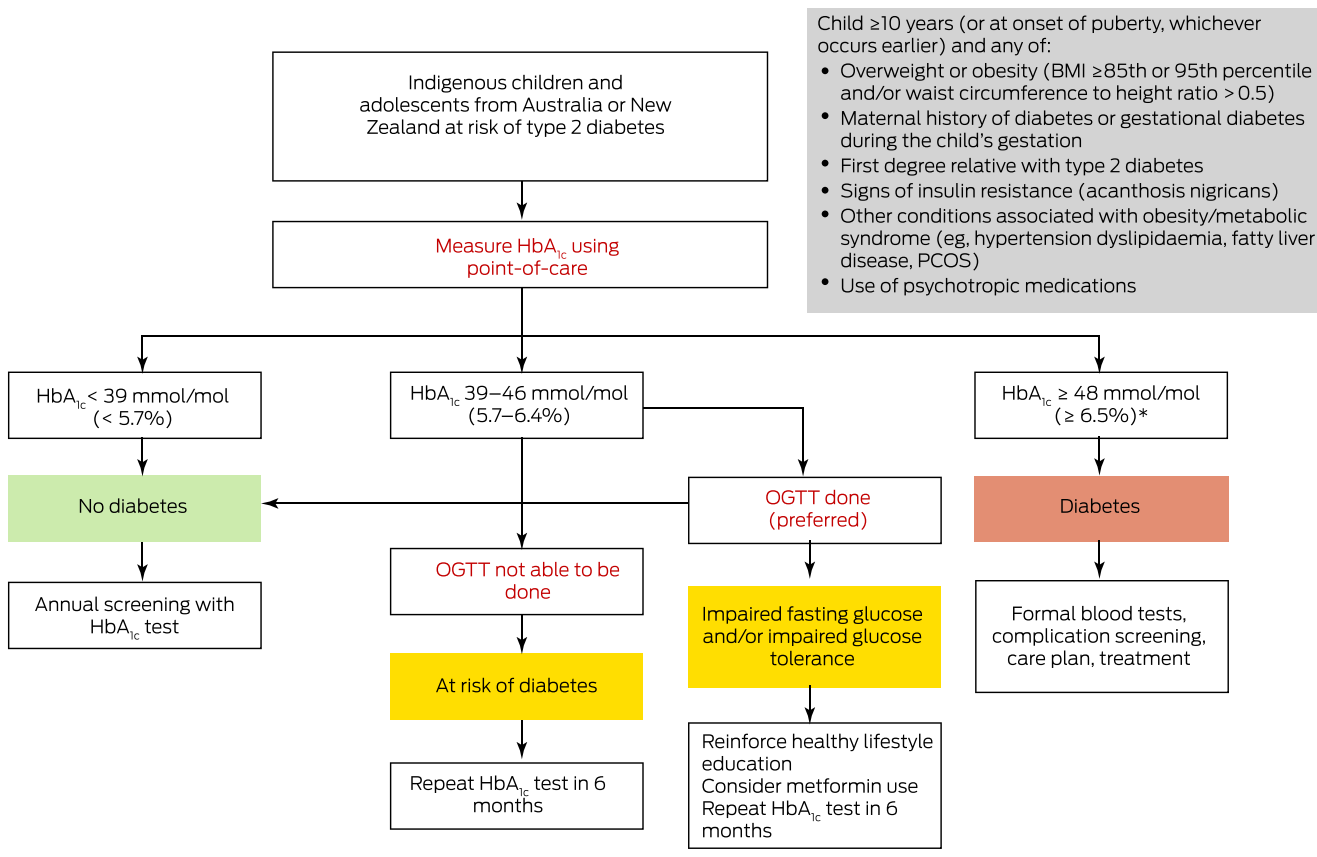 Child ≥10 years (or at onset of puberty, whichever
occurs earlier) and any of:
• Overweight or obesity (BMI ≥85th or 95th percentile
and/or waist circumference to height ratio > 0.5)
• Maternal history of diabetes or gestational diabetes
during the child's gestation
• First degree relative with type 2 diabetes
• Signs of insulin resistance (acanthosis nigricans)
• Other conditions associated with obesity/metabolic
syndrome (eg, hypertension dyslipidaemia, fatty liver
disease, PCOS)
• Use of psychotropic medications
Indigenous children and
adolescents from Australia or New
Zealand at risk of type 2 diabetes
Measure HbA1c using
point-of-care
HbA1c < 39 mmol/mol
(< 5.7%)
HbA1c 39–46 mmol/mol
(5.7–6.4%)
HbA1c ≥ 48 mmol/mol
(≥ 6.5%)*
No diabetes
OGTT done
(preferred)
Diabetes
OGTT not able to be
done
Annual screening with
HbA1c test
Impaired fasting glucose
and/or impaired glucose
tolerance
Formal blood tests,
complication screening,
care plan, treatment
At risk of diabetes
Repeat HbA1c test in 6
months
Reinforce healthy lifestyle
education
Consider metformin use
Repeat HbA1c test in 6
months